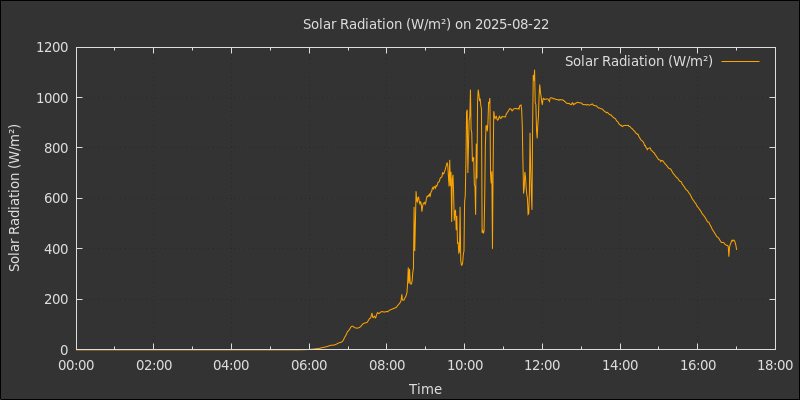 Solar Radiation (W/m²) on 2025-08-22
Solar Radiation (W/m²)
Solar Radiation (W/m²)
1200
1000
800
600
400
200
0
00:00 02:00 04:00 06:00 08:00 10:00 12:00 14:00 16:00 18:00
Time